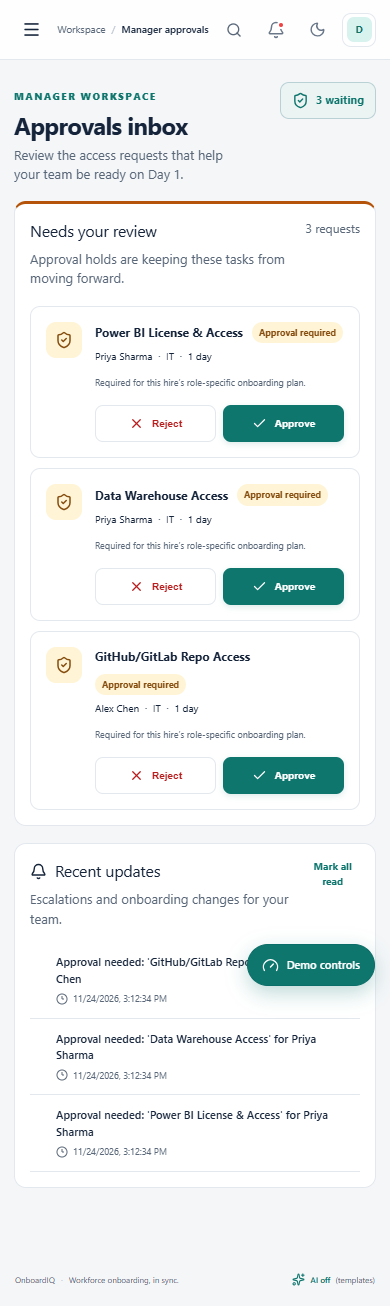 Workspace / Manager approvals
D
MANAGER WORKSPACE
3 waiting
Approvals inbox
Review the access requests that help
your team be ready on Day 1.
Needs your review
3 requests
Approval holds are keeping these tasks from
moving forward.
Power BI License & Access
Approval required
Priya Sharma · IT · 1 day
Required for this hire's role-specific onboarding plan.
Reject
Approve
Data Warehouse Access
Approval required
Priya Sharma · IT · 1 day
Required for this hire's role-specific onboarding plan.
Reject
Approve
GitHub/GitLab Repo Access
Approval required
Alex Chen · IT · 1 day
Required for this hire's role-specific onboarding plan.
Reject
Approve
Recent updates
Mark all
read
Escalations and onboarding changes for your
team.
Approval needed: 'GitHub/GitLab
Chen
Demo controls
11/24/2026, 3:12:34 PM
Approval needed: 'Data Warehouse Access' for Priya
Sharma
11/24/2026, 3:12:34 PM
Approval needed: 'Power BI License & Access' for Priya
Sharma
11/24/2026, 3:12:34 PM
OnboardIQ · Workforce onboarding, in sync.
AI off (templates)